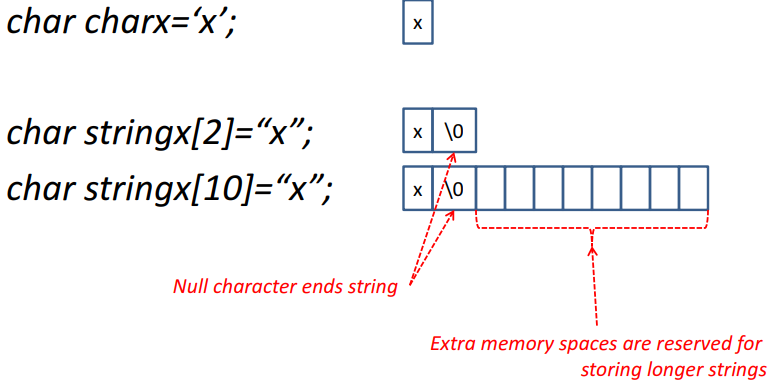 char charx=‘x’;
x
char stringx[2]=“x”;
x \0
char stringx[10]=“x”;
x \0
Null character ends string
Extra memory spaces are reserved for
storing longer strings